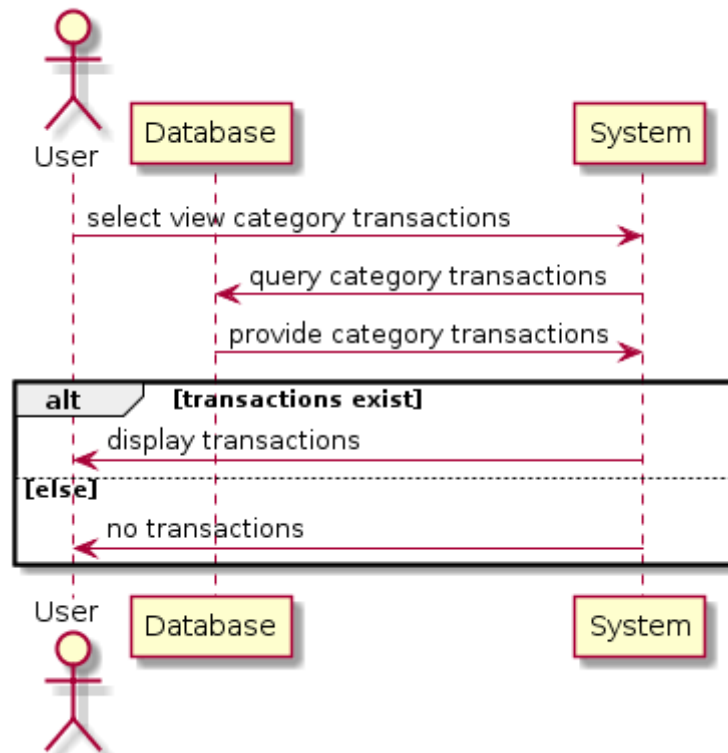 User
Database
System
select view category transactions
query category transactions
provide category transactions
alt [transactions exist]
display transactions
[else]
no transactions
User
Database
System